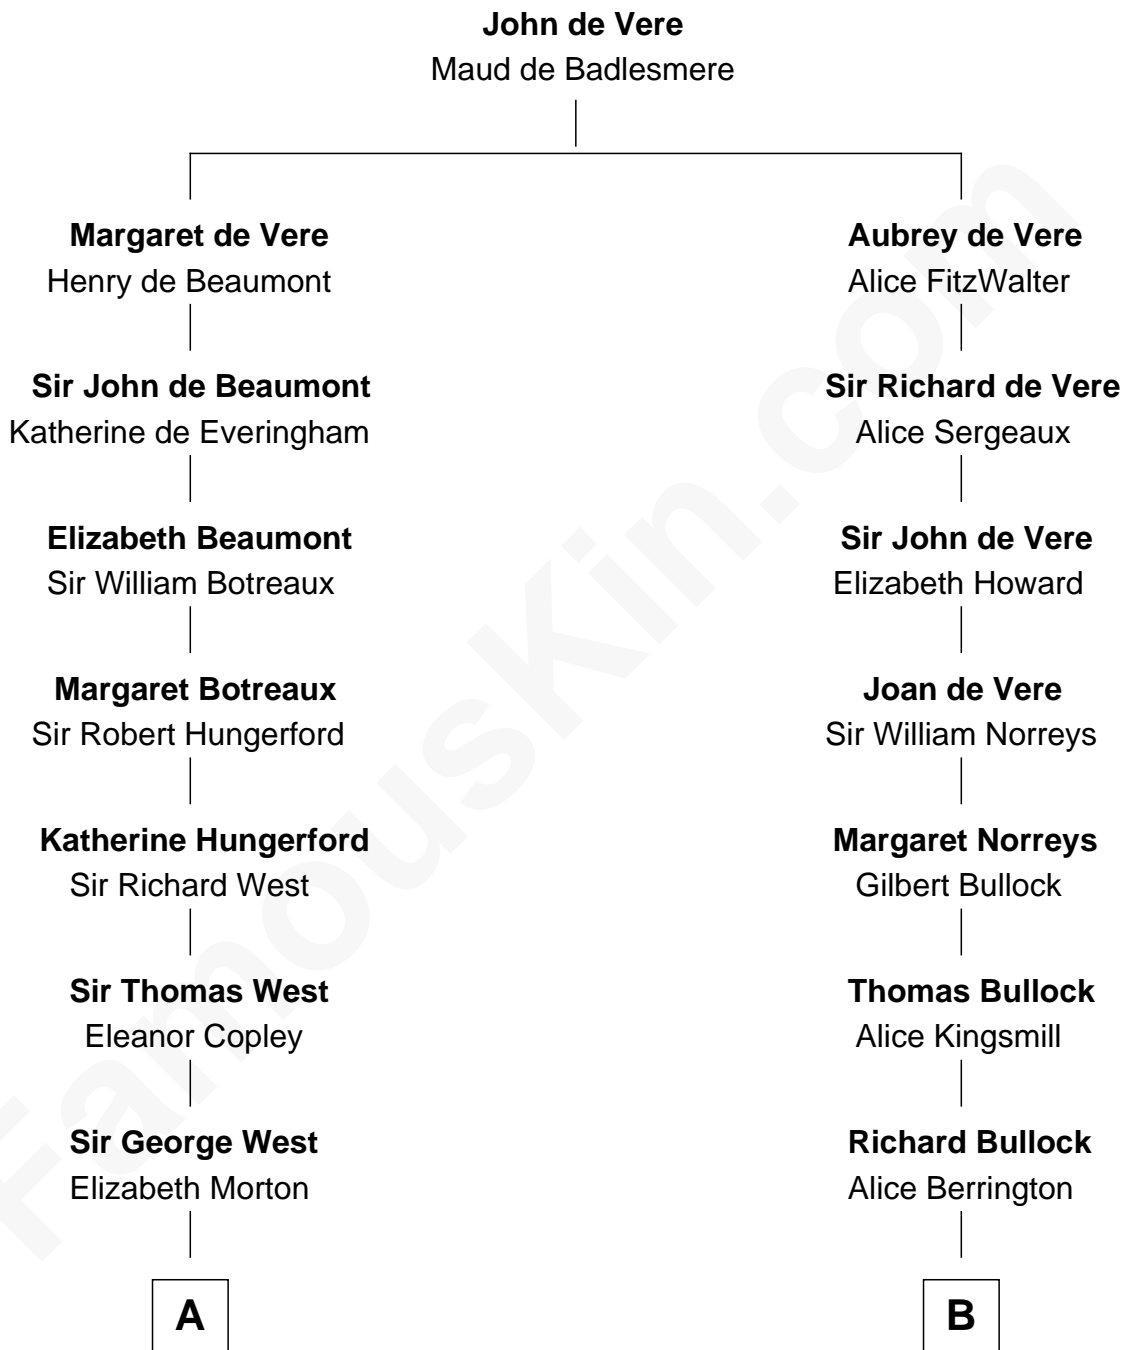 John de Vere
Maud de Badlesmere
Margaret de Vere
Henry de Beaumont
Aubrey de Vere
Alice FitzWalter
Sir John de Beaumont
Katherine de Everingham
Sir Richard de Vere
Alice Sergeaux
Elizabeth Beaumont
Sir William Botreaux
Sir John de Vere
Elizabeth Howard
Margaret Botreaux
Sir Robert Hungerford
Joan de Vere
Sir William Norreys
Katherine Hungerford
Sir Richard West
Margaret Norreys
Gilbert Bullock
Sir Thomas West
Eleanor Copley
Thomas Bullock
Alice Kingsmill
Sir George West
Elizabeth Morton
Richard Bullock
Alice Berrington
A
B
FamousKin.com